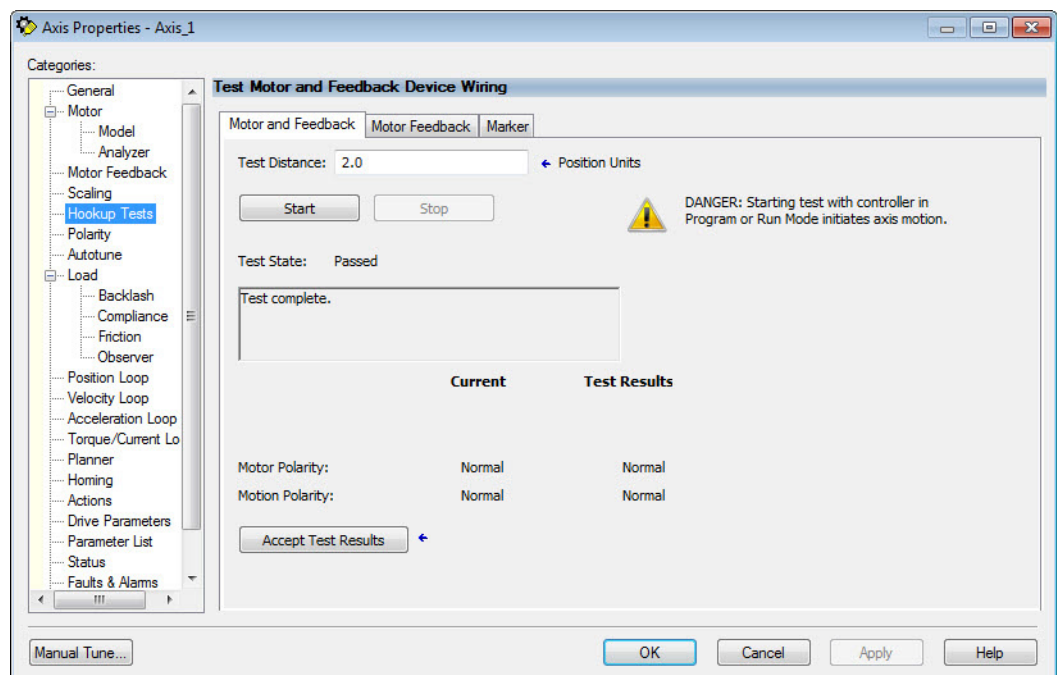 Axis Properties - Axis_1
Categories:
General
Motor
Model
Analyzer
Motor Feedback
Scaling
Hookup Tests
Polarity
Autotune
Load
Backlash
Compliance
Friction
Observer
Position Loop
Velocity Loop
Acceleration Loop
Torque/Current Lo
Planner
Homing
Actions
Drive Parameters
Parameter List
Status
Faults & Alarms
Test Motor and Feedback Device Wiring
Motor and Feedback Motor Feedback Marker
Test Distance: 2.0 Position Units
Start Stop
DANGER: Starting test with controller in
Program or Run Mode initiates axis motion.
Test State: Passed
Test complete.
Current Test Results
Motor Polarity: Normal Normal
Motion Polarity: Normal Normal
Accept Test Results
Manual Tune... OK Cancel Apply Help